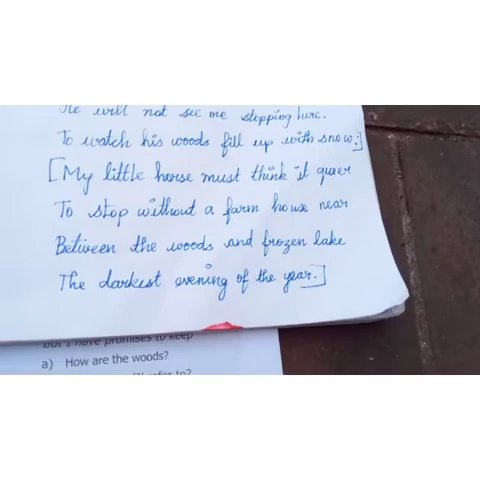 He will not see me stopping here.
To watch his woods fill up with snow.]
[My little horse must think it queer
To stop without a farm house near
Between the woods and frozen lake
The darkest evening of the year.]
But I have promises to keep
a) How are the woods?
refer to?